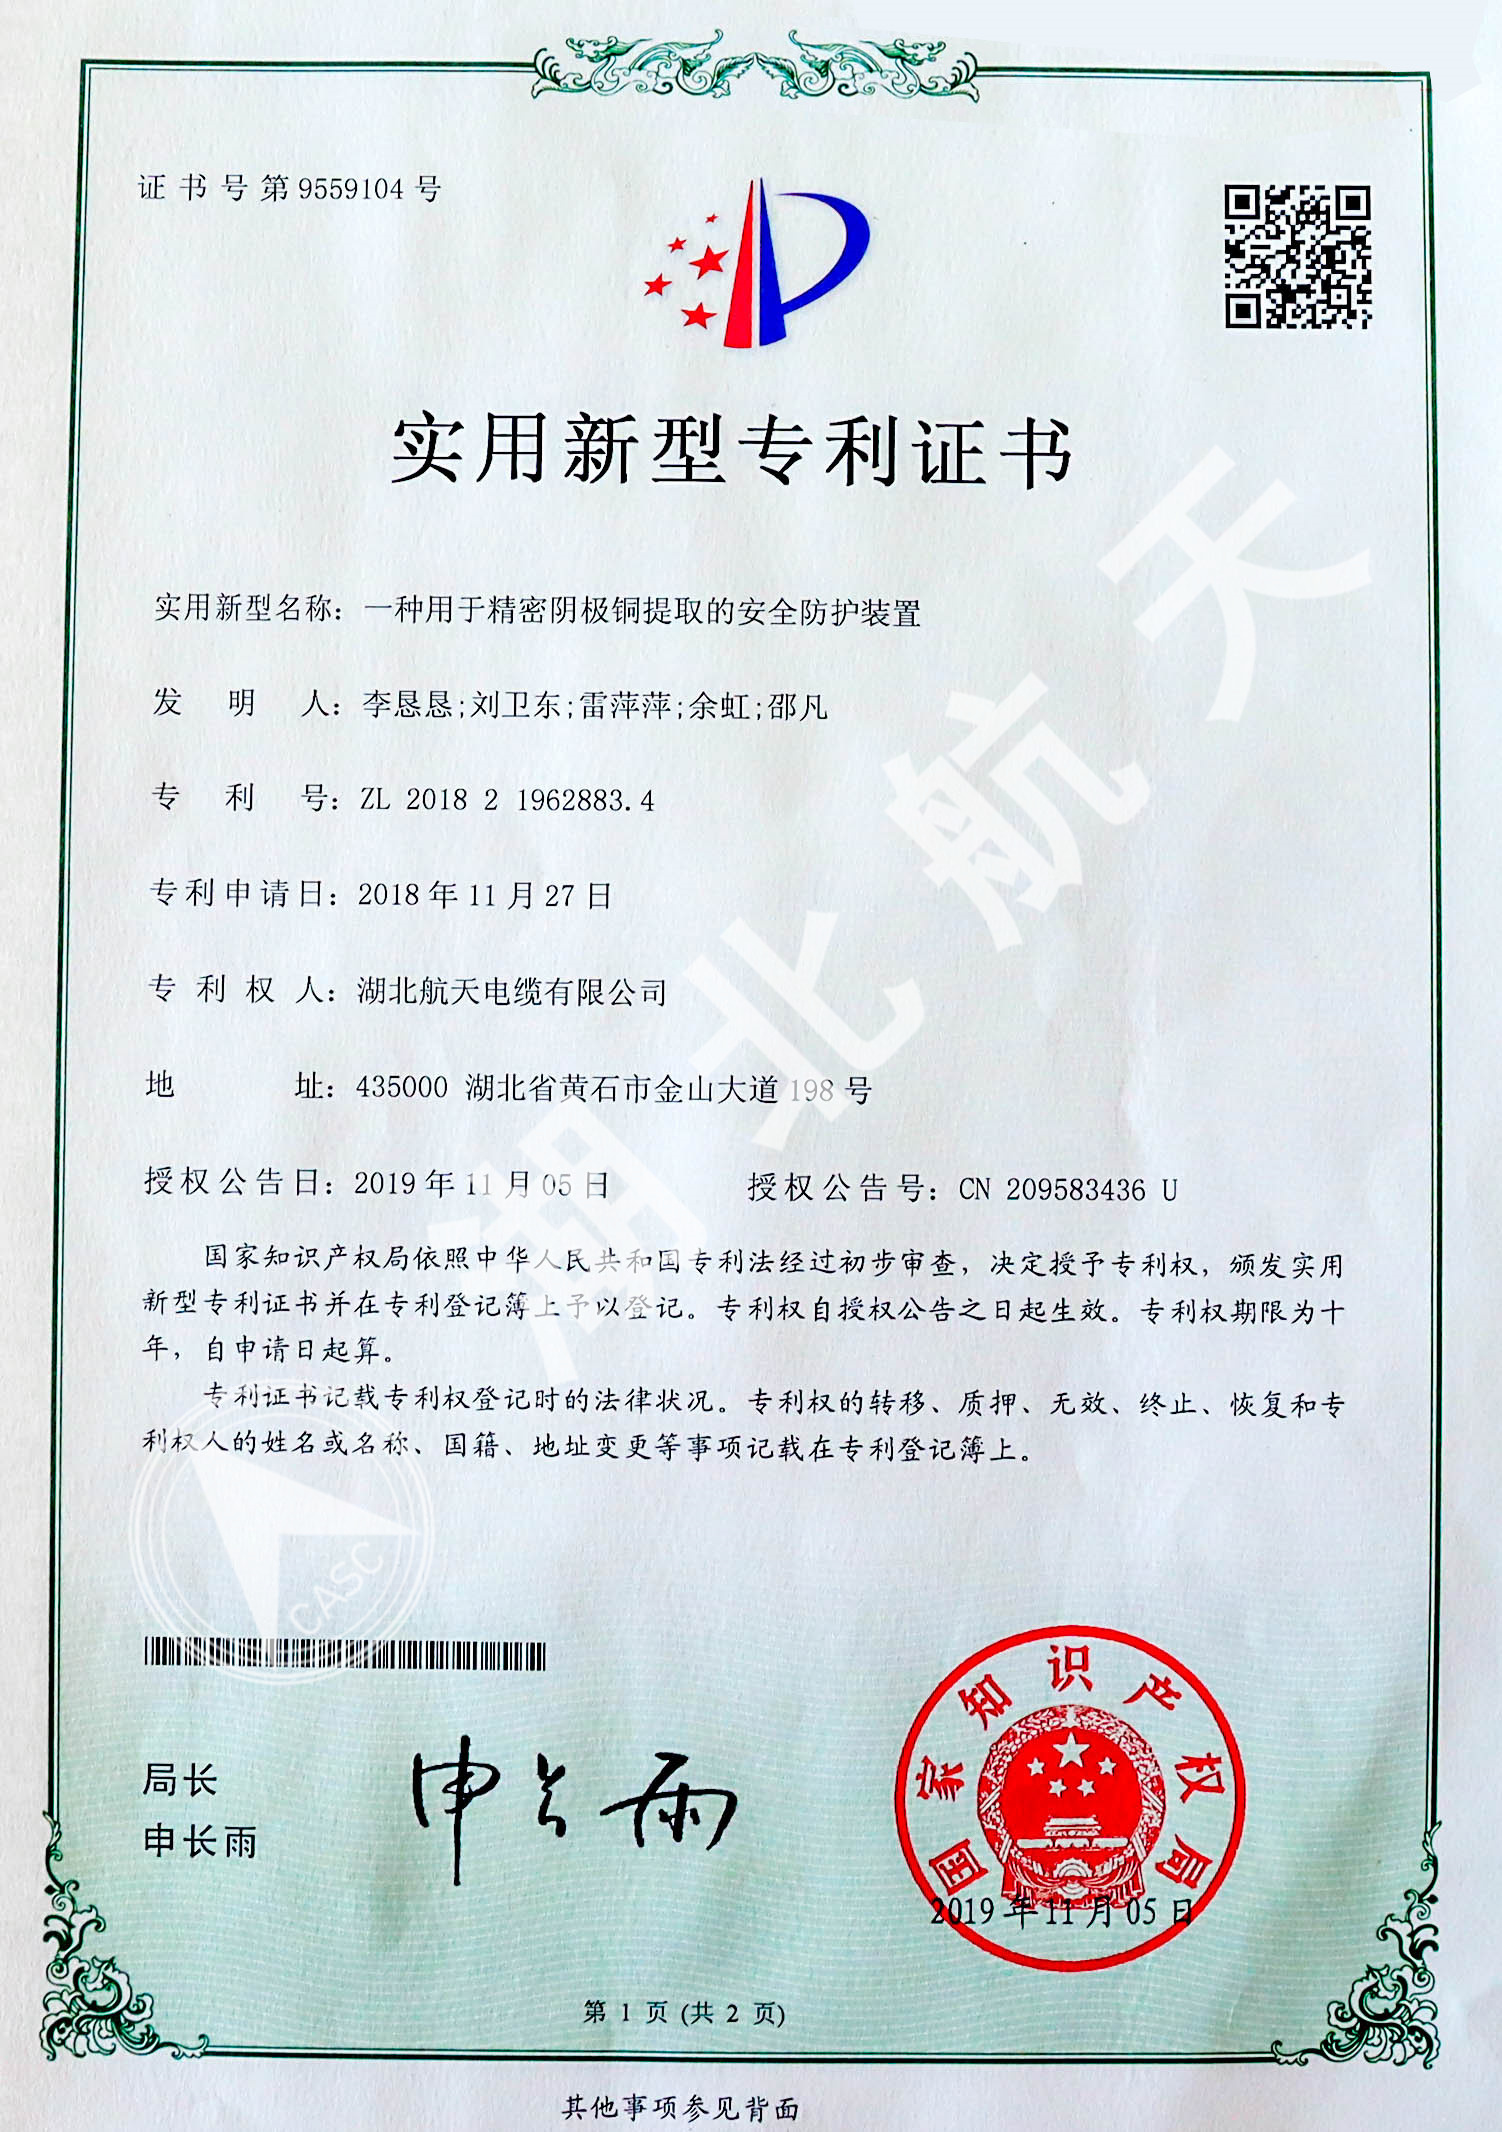 证书号第9559104号
实用新型专利证书
实用新型名称：一种用于精密阴极铜提取的安全防护装置
发明人：李恳恳;刘卫东;雷萍萍;余虹;邵凡
专利号：ZL 2018 2 1962883.4
专利申请日：2018年11月27日
专利权人：湖北航天电缆有限公司
地址：435000 湖北省黄石市金山大道198号
授权公告日：2019年11月05日 授权公告号：CN 209583436 U
国家知识产权局依照中华人民共和国专利法经过初步审查，决定授予专利权，颁发实用
新型专利证书并在专利登记簿上予以登记。专利权自授权公告之日起生效。专利权期限为十
年，自申请日起算。
专利证书记载专利权登记时的法律状况。专利权的转移、质押、无效、终止、恢复和专
利权人的姓名或名称、国籍、地址变更等事项记载在专利登记簿上。
湖北航天
CASC
局长
申长雨
申长雨
国家知识产权局
2019年11月05日
第 1 页 (共 2 页)
其他事项参见背面